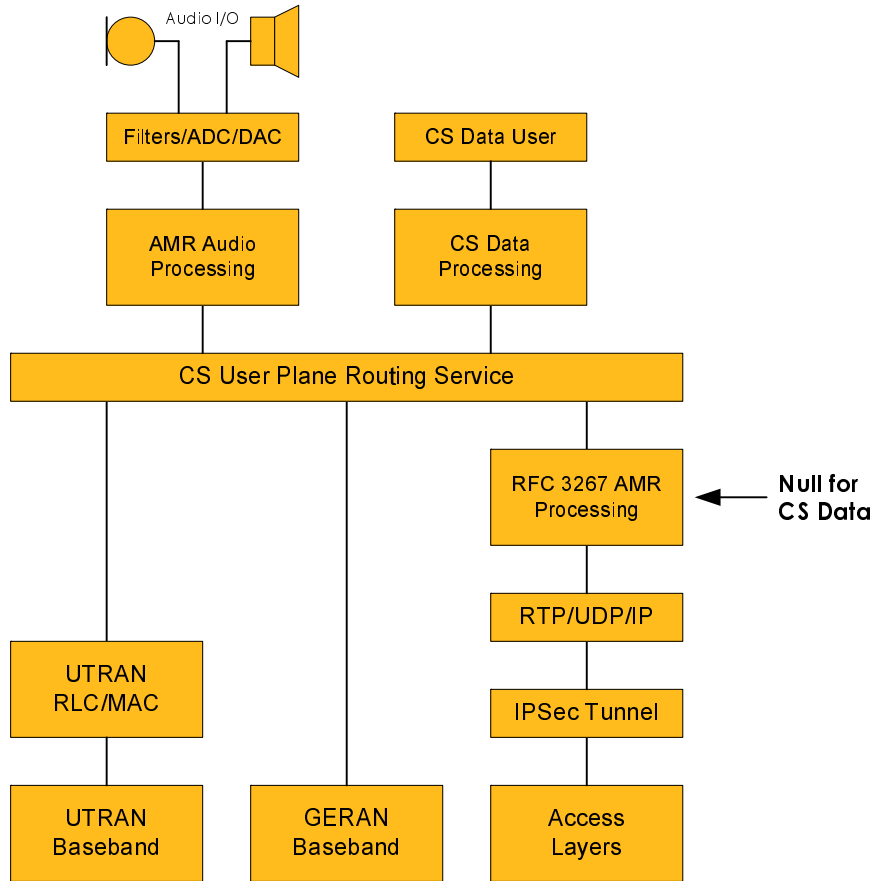 Audio I/O
Filters/ADC/DAC
CS Data User
AMR Audio
Processing
CS Data
Processing
CS User Plane Routing Service
RFC 3267 AMR
Processing
Null for
CS Data
RTP/UDP/IP
UTRAN
RLC/MAC
IPSec Tunnel
UTRAN
Baseband
GERAN
Baseband
Access
Layers